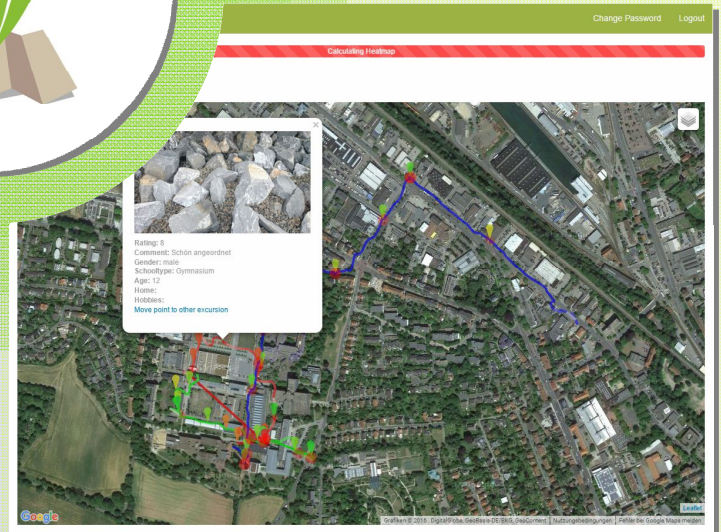 Change Password Logout
Calculating Heatmap
×
Rating: 8
Comment: Schön angeordnet
Gender: male
Schooltype: Gymnasium
Age: 12
Home:
Hobbies:
Move point to other excursion
Leaflet
Google
Grafiken © 2016 , DigitalGlobe, GeoBasis-DE/BKG, GeoContent Nutzungsbedingungen Fehler bei Google Maps melden